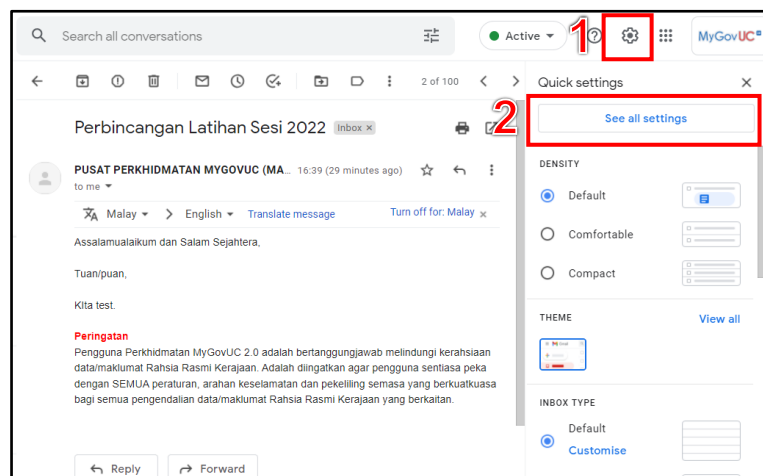 Search all conversations
Active
1
MyGovUC
2 of 100
Quick settings
2
See all settings
Perbincangan Latihan Sesi 2022 Inbox ×
PUSAT PERKHIDMATAN MYGOVUC (MA... 16:39 (29 minutes ago)
to me
Malay > English Translate message Turn off for: Malay ×
Assalamualaikum dan Salam Sejahtera,
Tuan/puan,
KIta test.
Peringatan
Pengguna Perkhidmatan MyGovUC 2.0 adalah bertanggungjawab melindungi kerahsiaan
data/maklumat Rahsia Rasmi Kerajaan. Adalah diingatkan agar pengguna sentiasa peka
dengan SEMUA peraturan, arahan keselamatan dan pekeliling semasa yang berkuatkuasa
bagi semua pengendalian data/maklumat Rahsia Rasmi Kerajaan yang berkaitan.
Reply
Forward
DENSITY
Default
Comfortable
Compact
THEME
View all
INBOX TYPE
Default
Customise